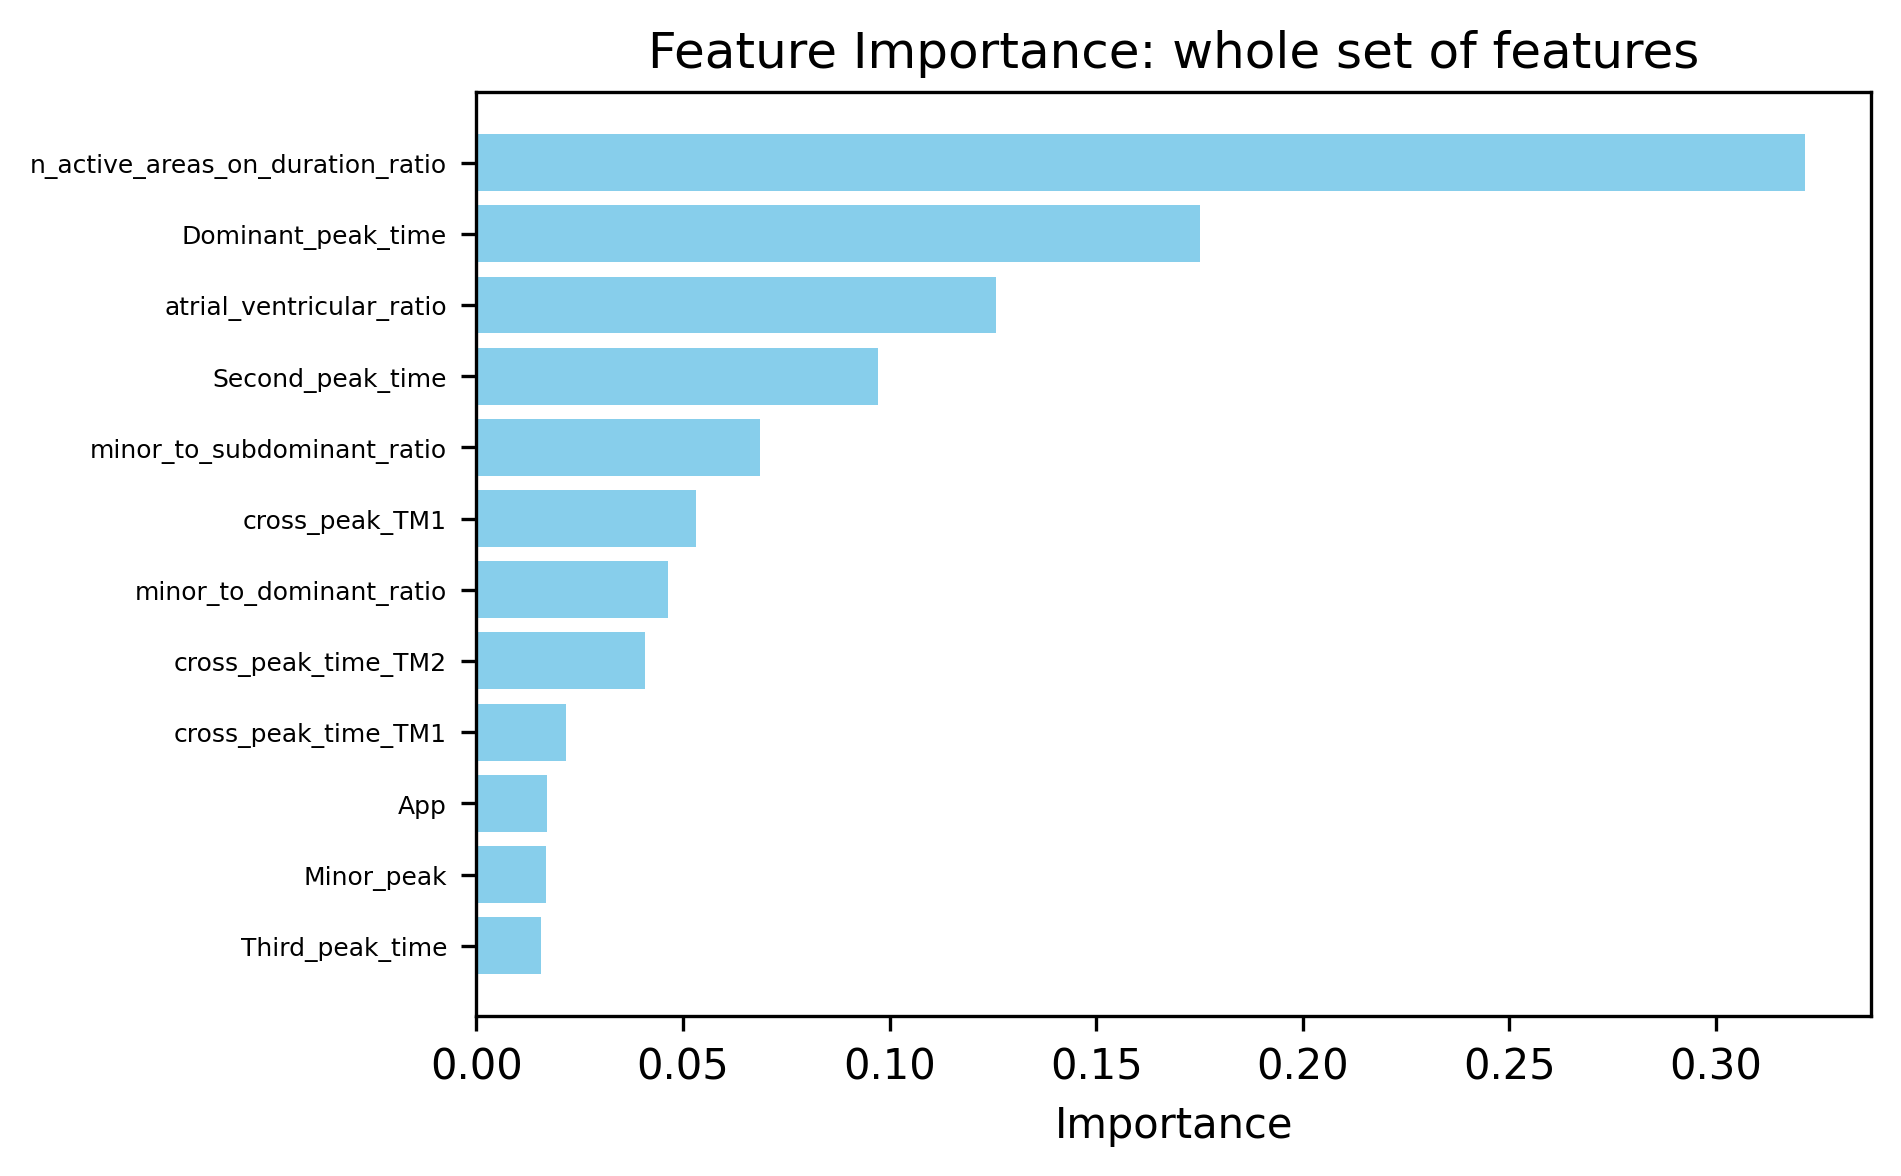 Feature Importance: whole set of features
n_active_areas_on_duration_ratio
Dominant_peak_time
atrial_ventricular_ratio
Second_peak_time
minor_to_subdominant_ratio
cross_peak_TM1
minor_to_dominant_ratio
cross_peak_time_TM2
cross_peak_time_TM1
App
Minor_peak
Third_peak_time
0.00 0.05 0.10 0.15 0.20 0.25 0.30
Importance